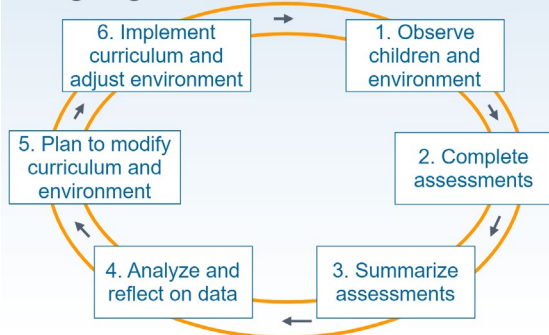 1. Observe
children and
environment
2. Complete
assessments
3. Summarize
assessments
4. Analyze and
reflect on data
5. Plan to modify
curriculum and
environment
6. Implement
curriculum and
adjust environment